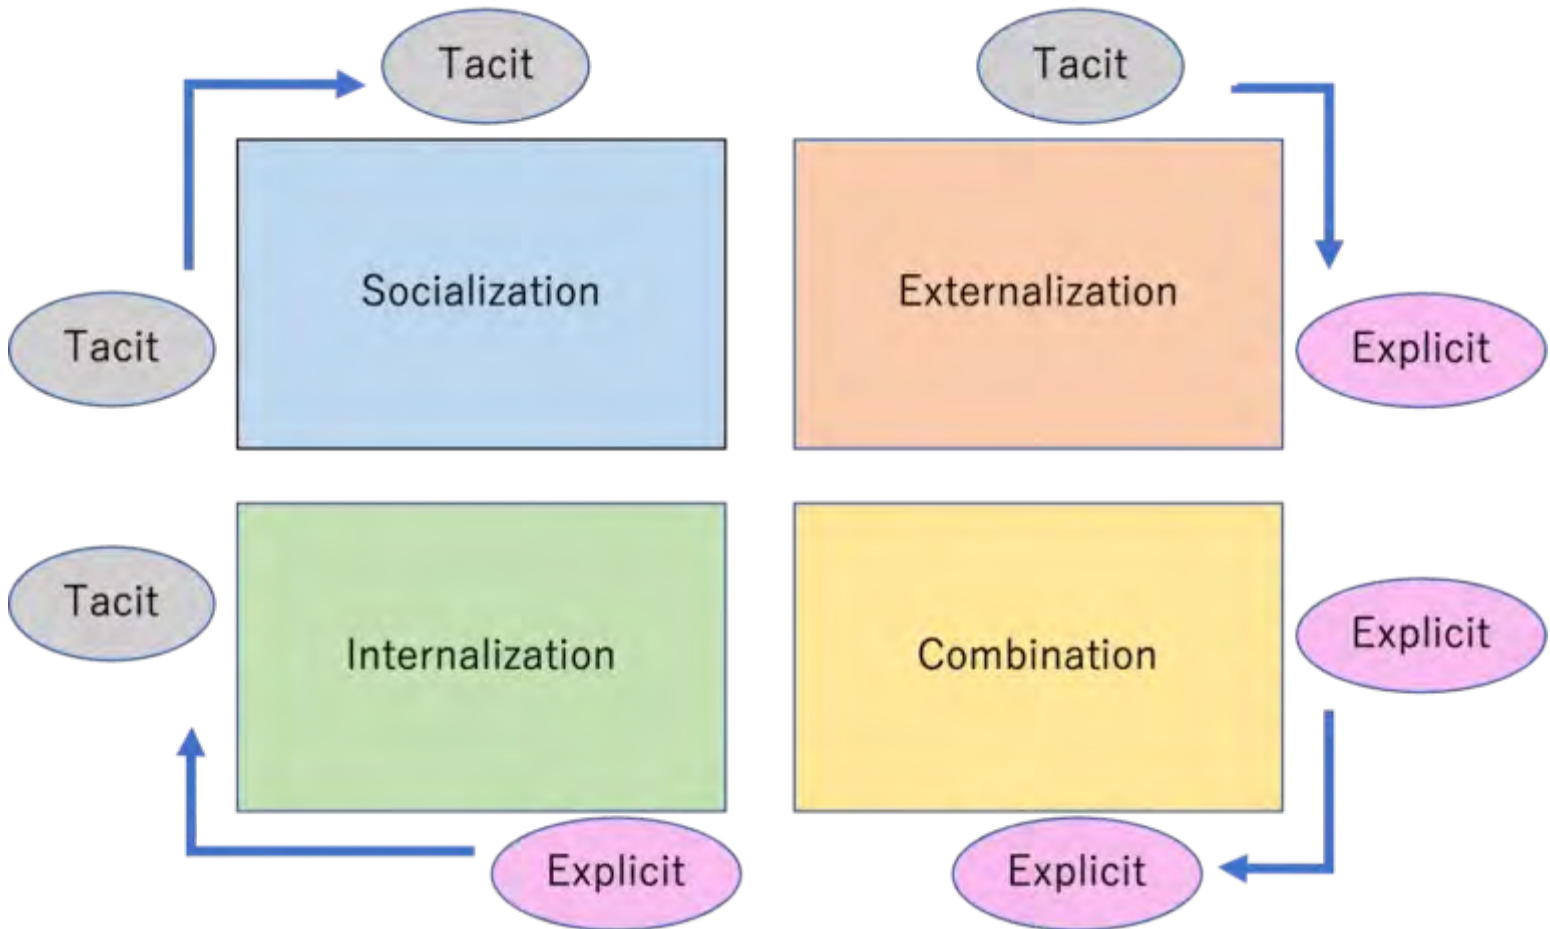 Tacit
Tacit
Socialization
Externalization
Tacit
Explicit
Tacit
Explicit
Internalization
Combination
Explicit
Explicit